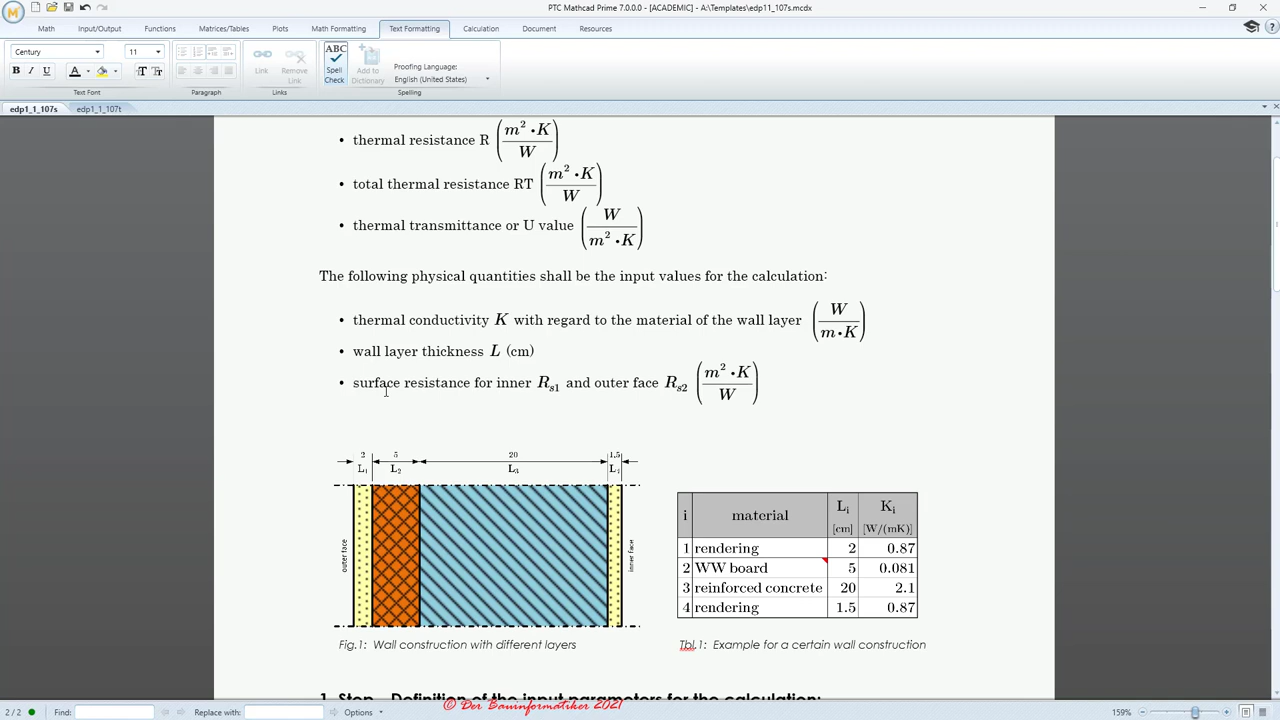 PTC Mathcad Prime 7.0.0.0 - [ACADEMIC] - A:\Templates\edp11_107s.mcdx
Math Input/Output Functions Matrices/Tables Plots Math Formatting Text Formatting Calculation Document Resources
Century 11
B I U A
Text Font
Paragraph
Link
Remove Link
Links
ABC
Spell Check
Add to Dictionary
Proofing Language:
English (United States)
Spelling
edp1_1_107s edp1_1_107t
• thermal resistance R (m²•K / W)
• total thermal resistance RT (m²•K / W)
• thermal transmittance or U value (W / m²•K)
The following physical quantities shall be the input values for the calculation:
• thermal conductivity K with regard to the material of the wall layer (W / m•K)
• wall layer thickness L (cm)
• surface resistance for inner Rs1 and outer face Rs2 (m²•K / W)
2 5 20 1,5
L1 L2 L3
outer face
inner face
Fig.1: Wall construction with different layers
i material Li [cm] Ki [W/(mK)]
1 rendering 2 0.87
2 WW board 5 0.081
3 reinforced concrete 20 2.1
4 rendering 1.5 0.87
Tbl.1: Example for a certain wall construction
1. Step - Definition of the input parameters for the calculation:
© Der Bauinformatiker 2021
2 / 2 Find: Replace with: Options 159%